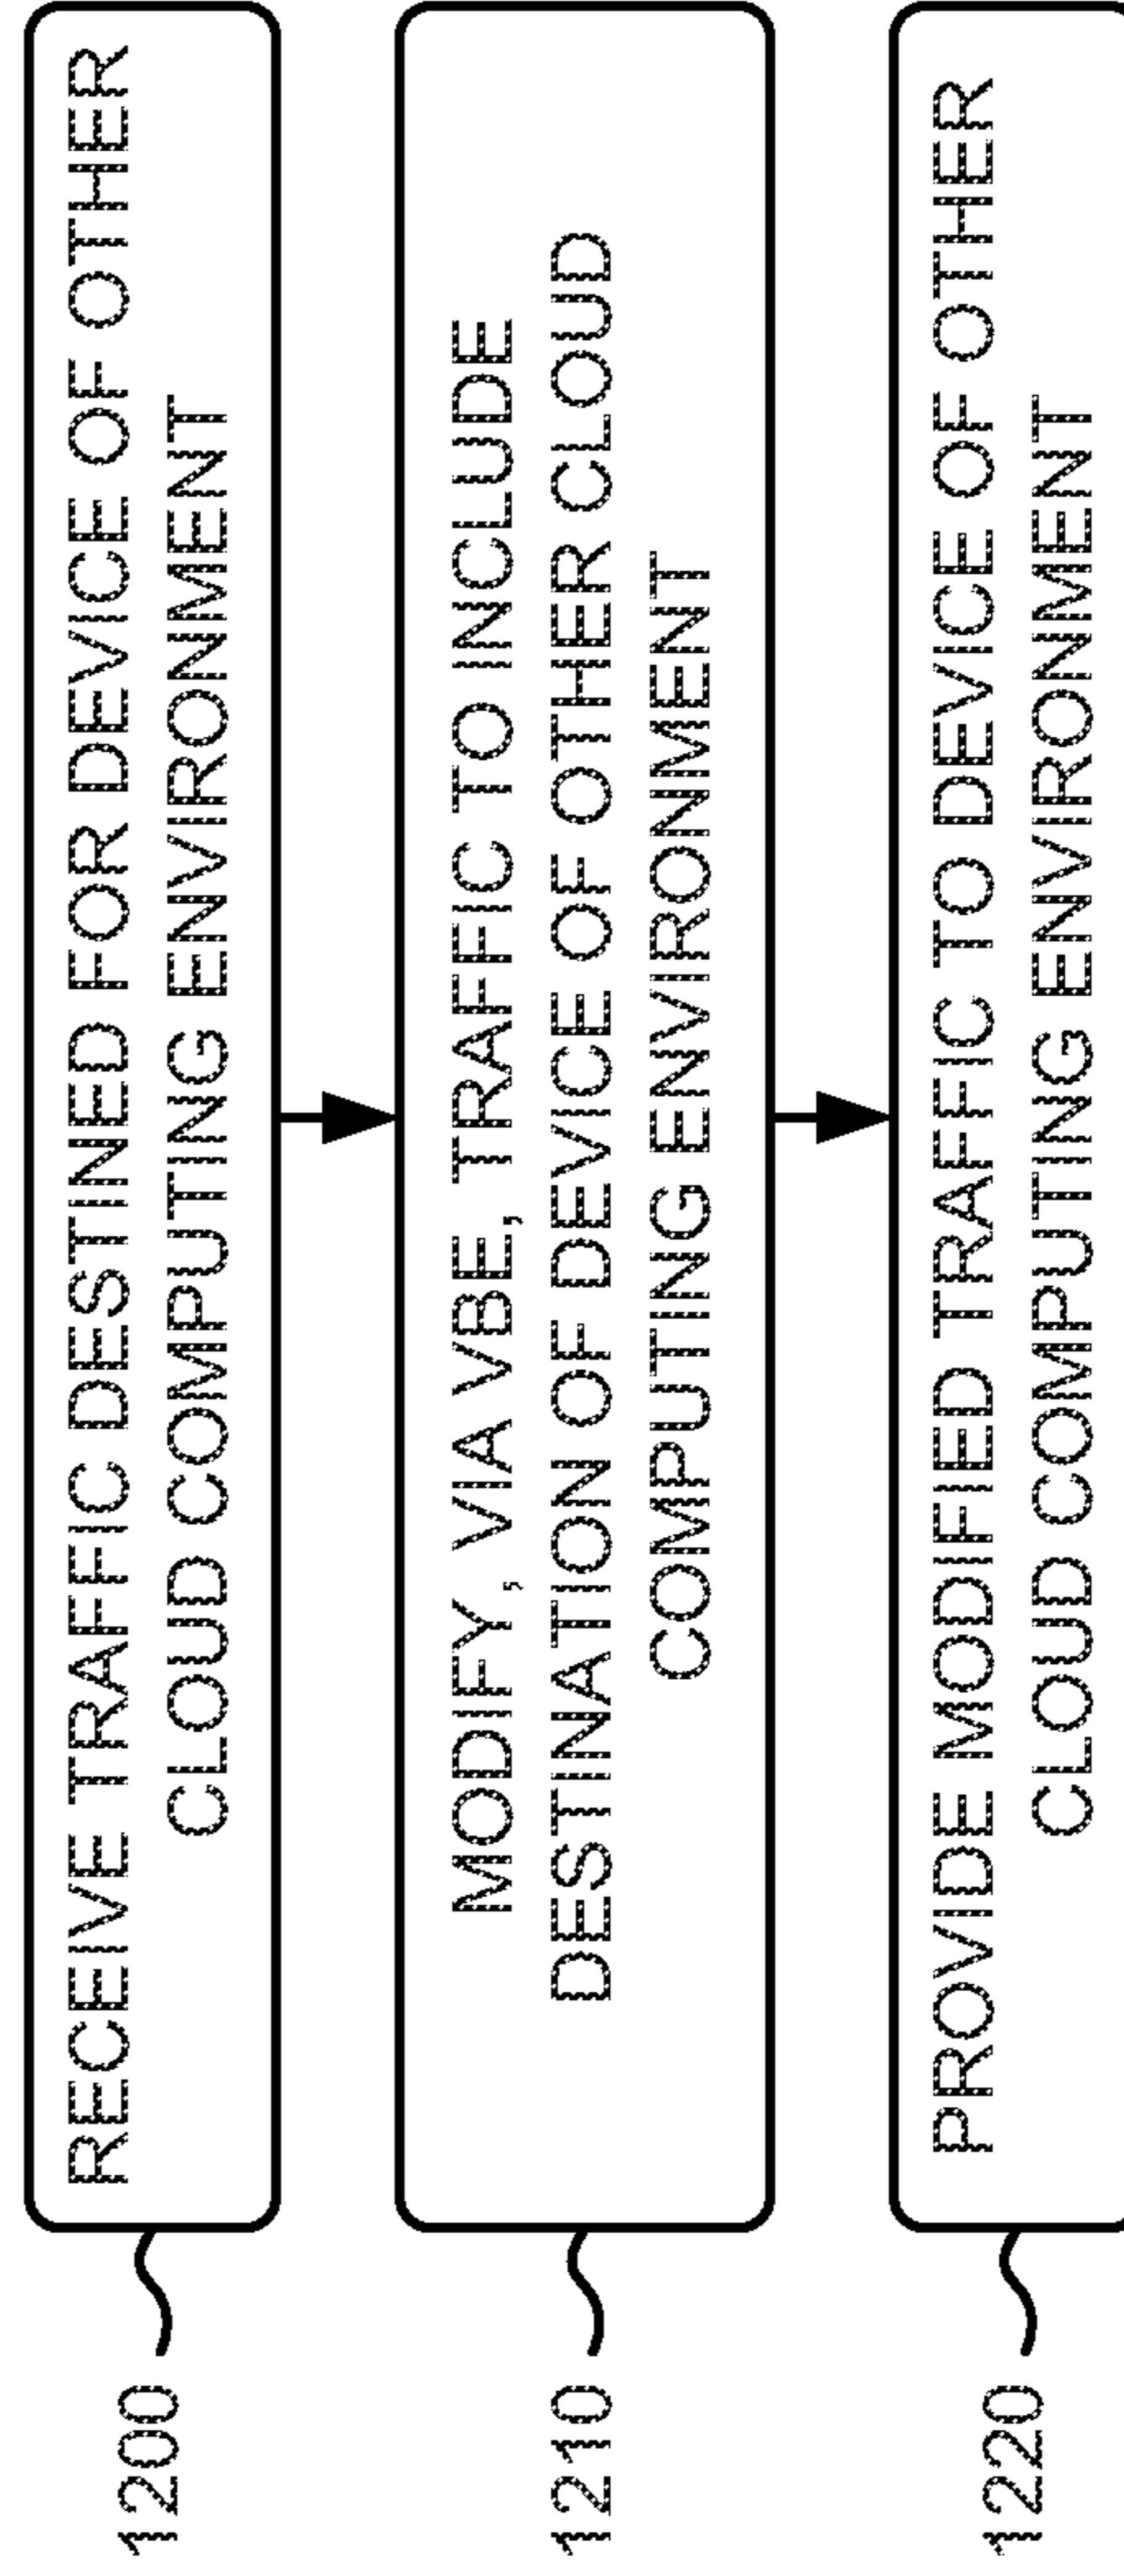 1200
RECEIVE TRAFFIC DESTINED FOR DEVICE OF OTHER
CLOUD COMPUTING ENVIRONMENT
1210
MODIFY, VIA VBE, TRAFFIC TO INCLUDE
DESTINATION OF DEVICE OF OTHER CLOUD
COMPUTING ENVIRONMENT
1220
PROVIDE MODIFIED TRAFFIC TO DEVICE OF OTHER
CLOUD COMPUTING ENVIRONMENT